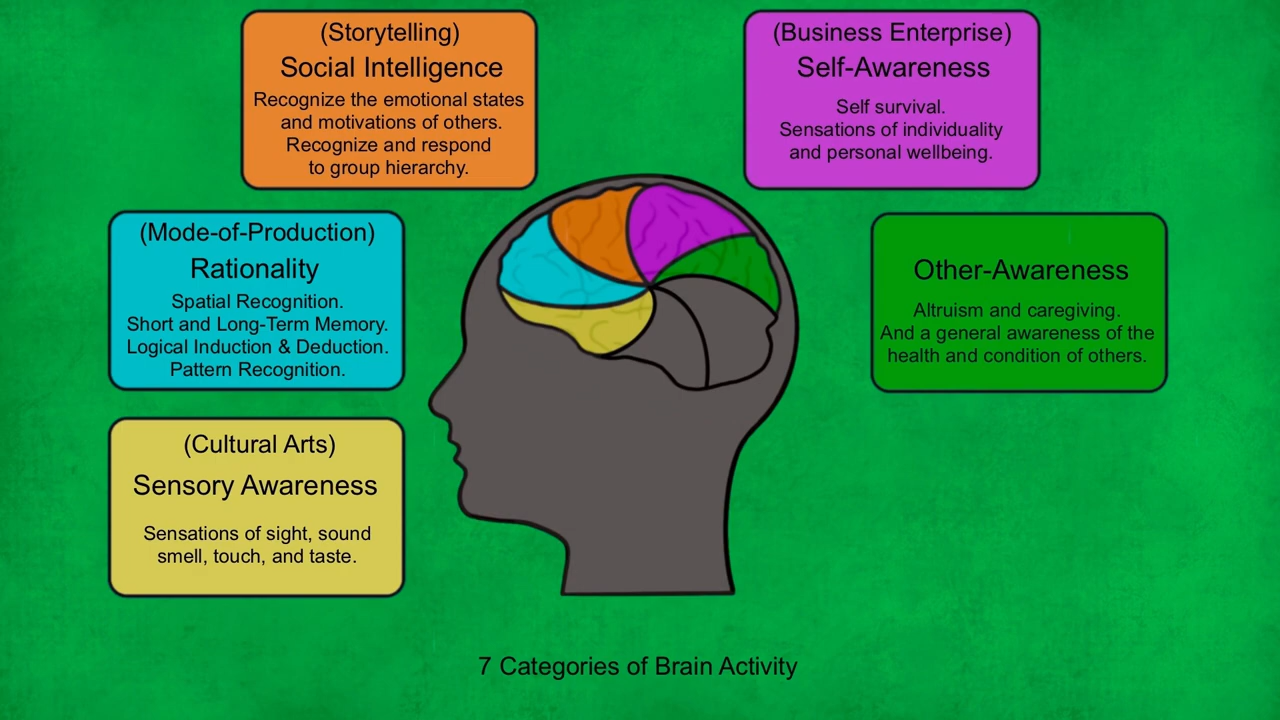 (Storytelling)
Social Intelligence
Recognize the emotional states
and motivations of others.
Recognize and respond
to group hierarchy.
(Business Enterprise)
Self-Awareness
Self survival.
Sensations of individuality
and personal wellbeing.
(Mode-of-Production)
Rationality
Spatial Recognition.
Short and Long-Term Memory.
Logical Induction & Deduction.
Pattern Recognition.
Other-Awareness
Altruism and caregiving.
And a general awareness of the
health and condition of others.
(Cultural Arts)
Sensory Awareness
Sensations of sight, sound
smell, touch, and taste.
7 Categories of Brain Activity